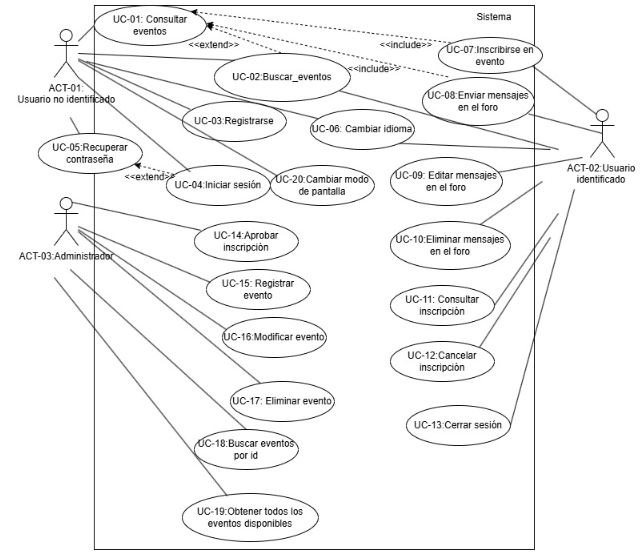 Sistema
UC-01: Consultar
eventos
<<extend>>
<<include>>
UC-07:Inscribirse en
evento
UC-02:Buscar_eventos
<<include>>
UC-08:Enviar mensajes
en el foro
ACT-01:
Usuario no identificado
UC-03:Registrarse
UC-06: Cambiar idioma
UC-05:Recuperar
contraseña
<<extend>>
UC-04:Iniciar sesión
UC-20:Cambiar modo
de pantalla
UC-09: Editar mensajes
en el foro
ACT-02:Usuario
identificado
UC-14:Aprobar
inscripción
UC-10:Eliminar mensajes
en el foro
ACT-03:Administrador
UC-15: Registrar
evento
UC-11: Consultar
inscripción
UC-16:Modificar evento
UC-12:Cancelar
inscripción
UC-17: Eliminar evento
UC-13:Cerrar sesión
UC-18:Buscar eventos
por id
UC-19:Obtener todos los
eventos disponibles